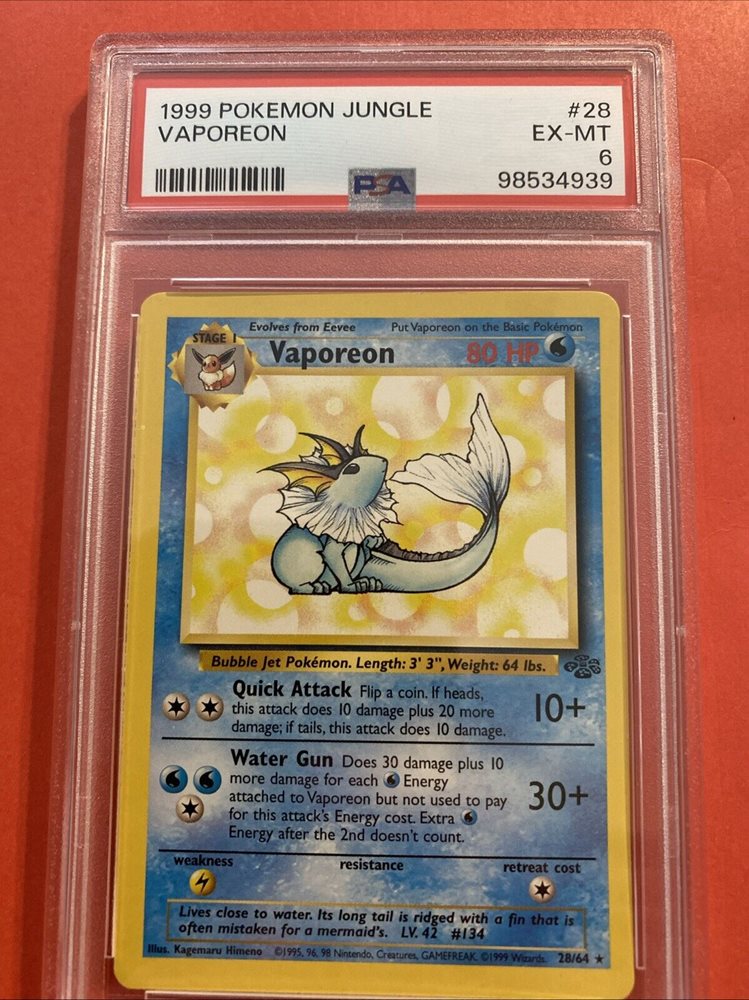 1999 POKEMON JUNGLE #28
VAPOREON EX-MT
6
PSA 98534939
Evolves from Eevee Put Vaporeon on the Basic Pokémon
STAGE 1
Vaporeon 80 HP
Bubble Jet Pokémon. Length: 3' 3", Weight: 64 lbs.
Quick Attack Flip a coin. If heads,
this attack does 10 damage plus 20 more
damage; if tails, this attack does 10 damage.
10+
Water Gun Does 30 damage plus 10
more damage for each Energy
attached to Vaporeon but not used to pay
for this attack's Energy cost. Extra
Energy after the 2nd doesn't count.
30+
weakness resistance retreat cost
Lives close to water. Its long tail is ridged with a fin that is
often mistaken for a mermaid's. LV. 42 #134
Illus. Kagemaru Himeno ©1995, 96, 98 Nintendo, Creatures, GAMEFREAK. ©1999 Wizards. 28/64 ★